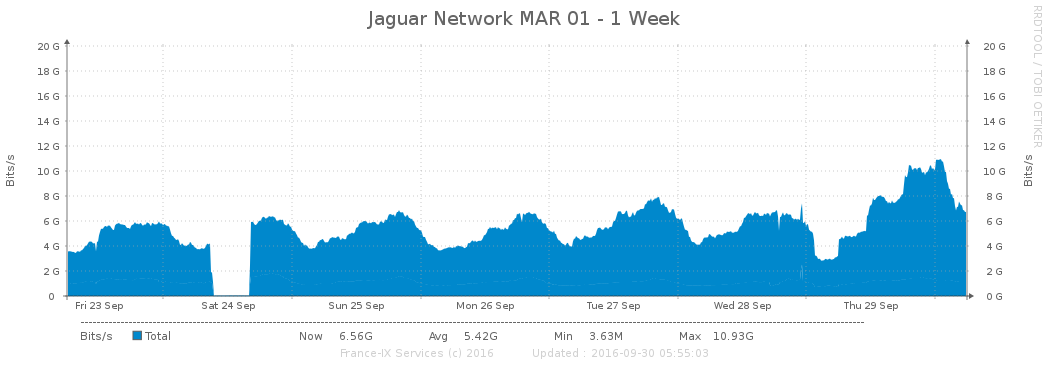 Jaguar Network MAR 01 - 1 Week
RRDTOOL / TOBI OETIKER
Bits/s
Bits/s
20 G 20 G
18 G 18 G
16 G 16 G
14 G 14 G
12 G 12 G
10 G 10 G
8 G 8 G
6 G 6 G
4 G 4 G
2 G 2 G
0 0 G
Fri 23 Sep Sat 24 Sep Sun 25 Sep Mon 26 Sep Tue 27 Sep Wed 28 Sep Thu 29 Sep
Bits/s Total Now 6.56G Avg 5.42G Min 3.63M Max 10.93G
France-IX Services (c) 2016 Updated : 2016-09-30 05:55:03